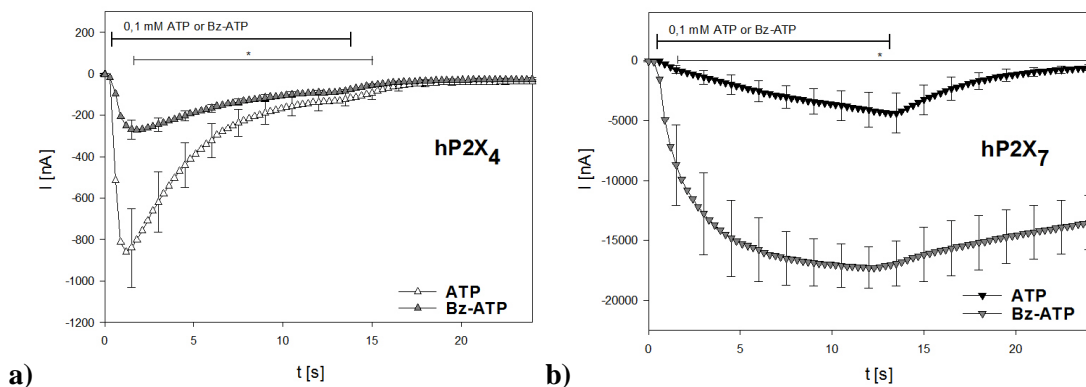 0,1 mM ATP or Bz-ATP
*
hP2X4
I [nA]
200
0
-200
-400
-600
-800
-1000
-1200
ATP
Bz-ATP
0
5
10
15
20
t [s]
a)
0,1 mM ATP or Bz-ATP
*
hP2X7
I [nA]
0
-5000
-10000
-15000
-20000
ATP
Bz-ATP
0
5
10
15
20
t [s]
b)